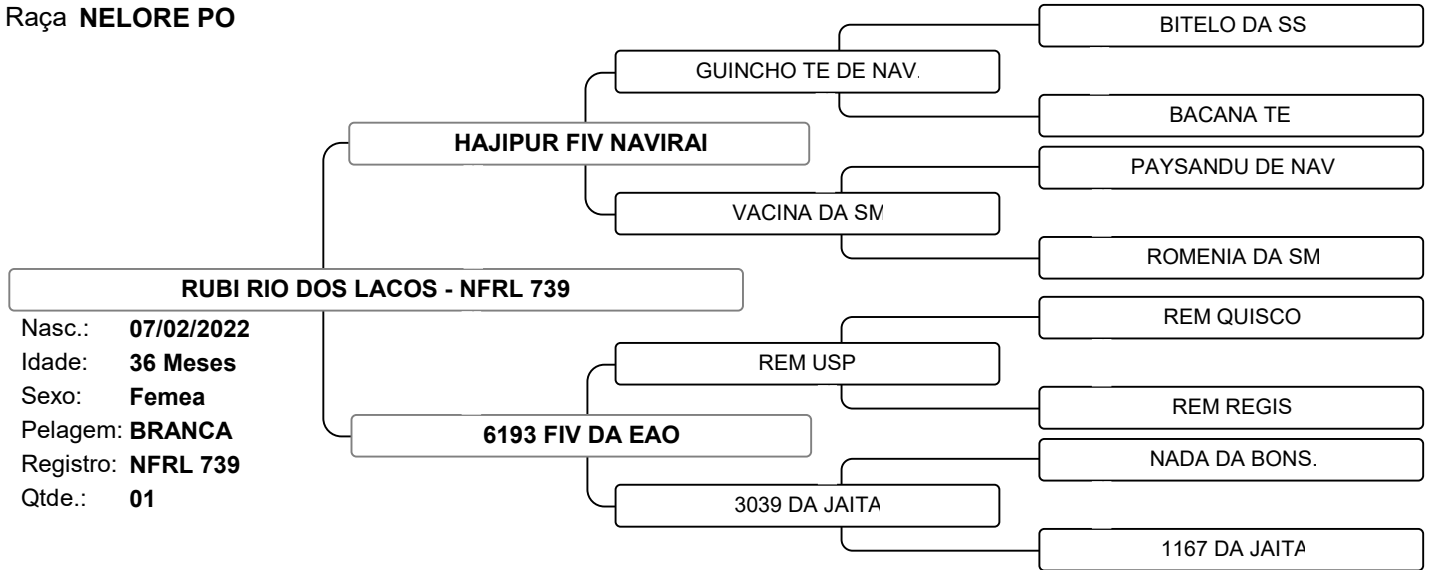 Raça NELORE PO
BITELO DA SS
GUINCHO TE DE NAV.
BACANA TE
HAJIPUR FIV NAVIRAI
PAYSANDU DE NAV
VACINA DA SM
ROMENIA DA SM
RUBI RIO DOS LACOS - NFRL 739
Nasc.: 07/02/2022
Idade: 36 Meses
Sexo: Femea
Pelagem: BRANCA
Registro: NFRL 739
Qtde.: 01
REM QUISCO
REM USP
REM REGIS
6193 FIV DA EAO
NADA DA BONS.
3039 DA JAITA
1167 DA JAITA